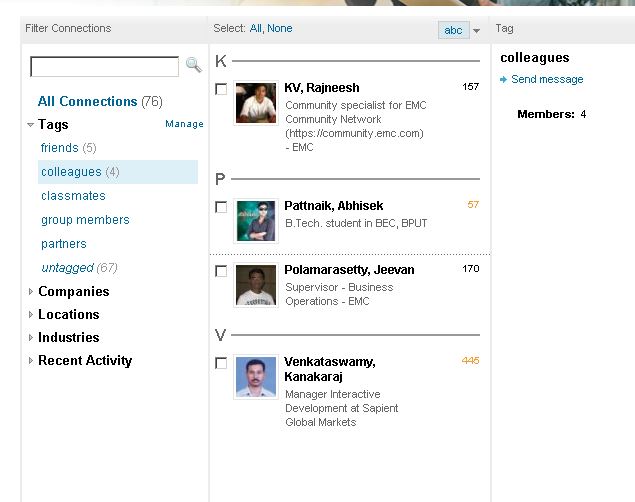 Filter Connections
Select: All, None
abc
Tag
All Connections (76)
Tags
Manage
friends (5)
colleagues (4)
classmates
group members
partners
untagged (67)
Companies
Locations
Industries
Recent Activity
K
KV, Rajneesh
157
Community specialist for EMC
Community Network
(https://community.emc.com)
- EMC
P
Pattnaik, Abhisek
57
B.Tech. student in BEC, BPUT
Polamarasetty, Jeevan
170
Supervisor - Business
Operations - EMC
V
Venkataswamy,
Kanakaraj
445
Manager Interactive
Development at Sapient
Global Markets
colleagues
Send message
Members: 4